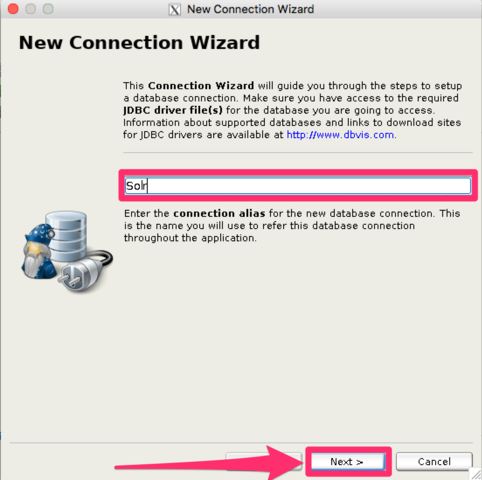 New Connection Wizard
New Connection Wizard
This Connection Wizard will guide you through the steps to setup
a database connection. Make sure you have access to the required
JDBC driver file(s) for the database you are going to access.
Information about supported databases and links to download sites
for JDBC drivers are available at http://www.dbvis.com.
Solr
Enter the connection alias for the new database connection. This
is the name you will use to refer this database connection
throughout the application.
Next >
Cancel